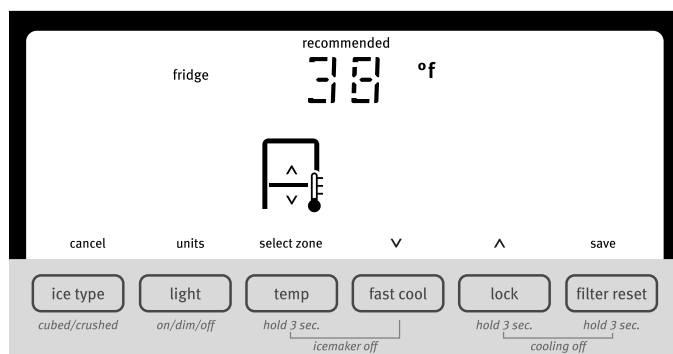 recommended
fridge 38 °f
cancel units select zone ∨ ∧ save
ice type light temp fast cool lock filter reset
cubed/crushed on/dim/off hold 3 sec. hold 3 sec. hold 3 sec.
icemaker off cooling off